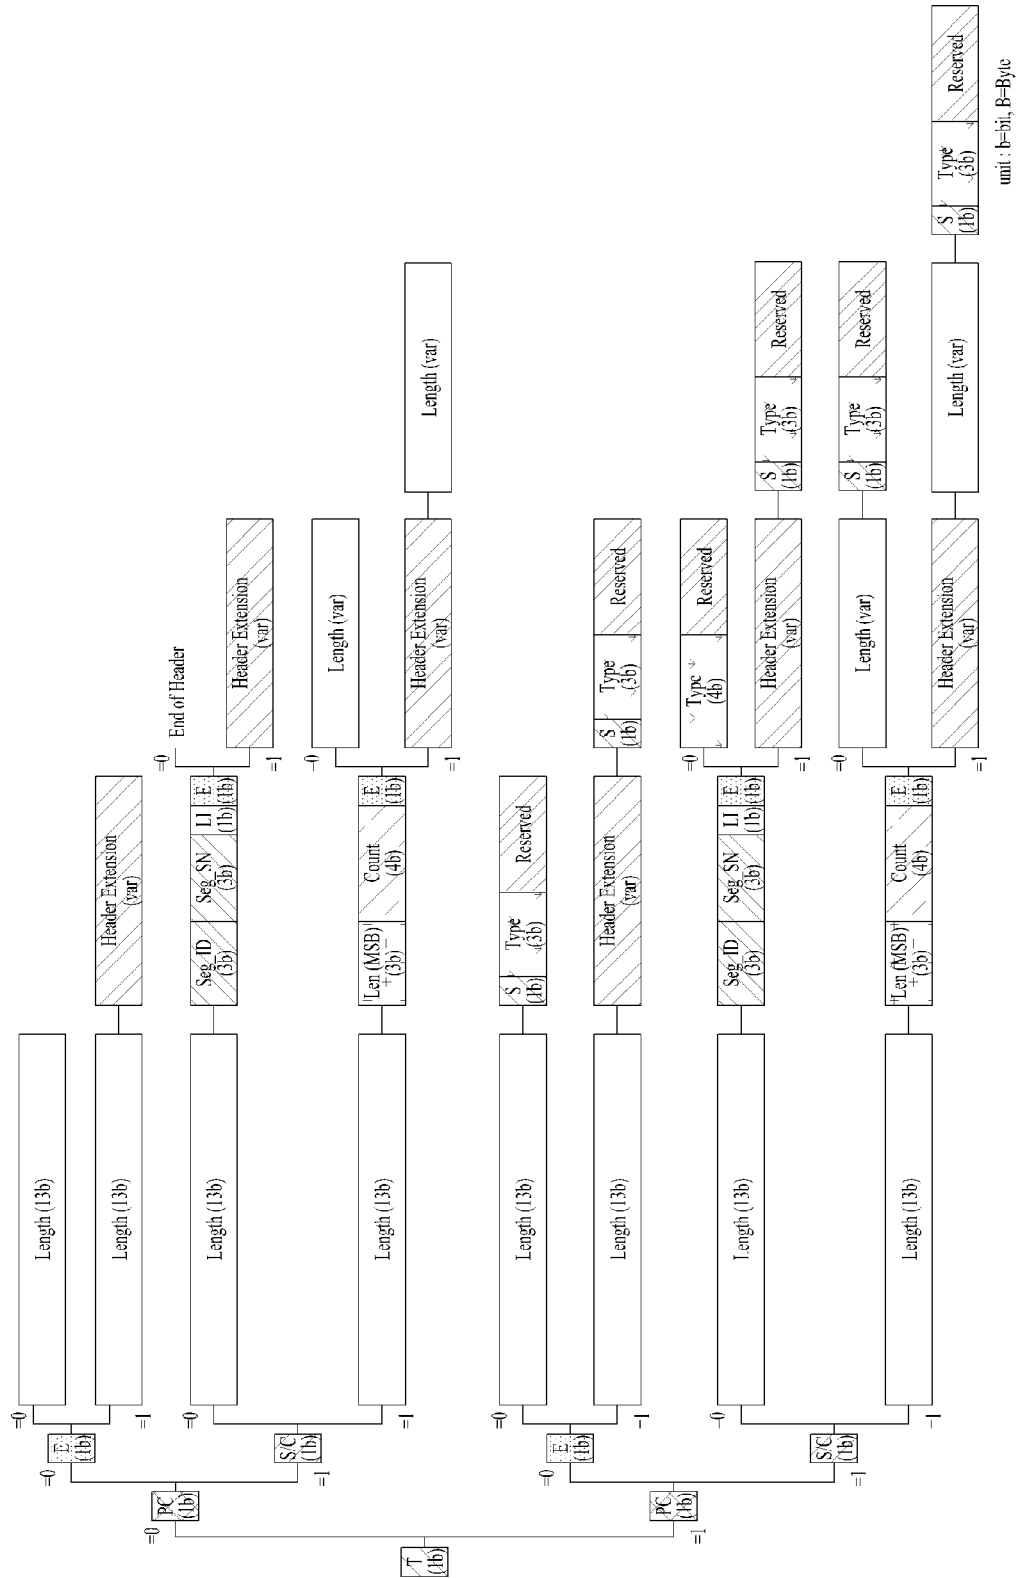 T
(1b)
=0
PC
(1b)
=0
E
(1b)
=0
Length (13b)
=1
Length (13b)
Header Extension
(var)
=1
S/C
(1b)
=0
Length (13b)
Seg_ID
(3b)
Seg_SN
(3b)
LI
(1b)
E
(1b)
=0
End of Header
=1
Header Extension
(var)
=1
Length (13b)
Len (MSB)
(3b)
Count
(4b)
E
(1b)
=0
Length (var)
=1
Header Extension
(var)
Length (var)
=1
PC
(1b)
=0
E
(1b)
=0
Length (13b)
S
(1b)
Type
(3b)
Reserved
=1
Length (13b)
Header Extension
(var)
S
(1b)
Type
(3b)
Reserved
=1
S/C
(1b)
=0
Length (13b)
Seg_ID
(3b)
Seg_SN
(3b)
LI
(1b)
E
(1b)
=0
Type
(4b)
Reserved
=1
Header Extension
(var)
S
(1b)
Type
(3b)
Reserved
=1
Length (13b)
Len (MSB)
(3b)
Count
(4b)
E
(1b)
=0
Length (var)
S
(1b)
Type
(3b)
Reserved
=1
Header Extension
(var)
Length (var)
S
(1b)
Type
(3b)
Reserved
unit : b=bit, B=Byte